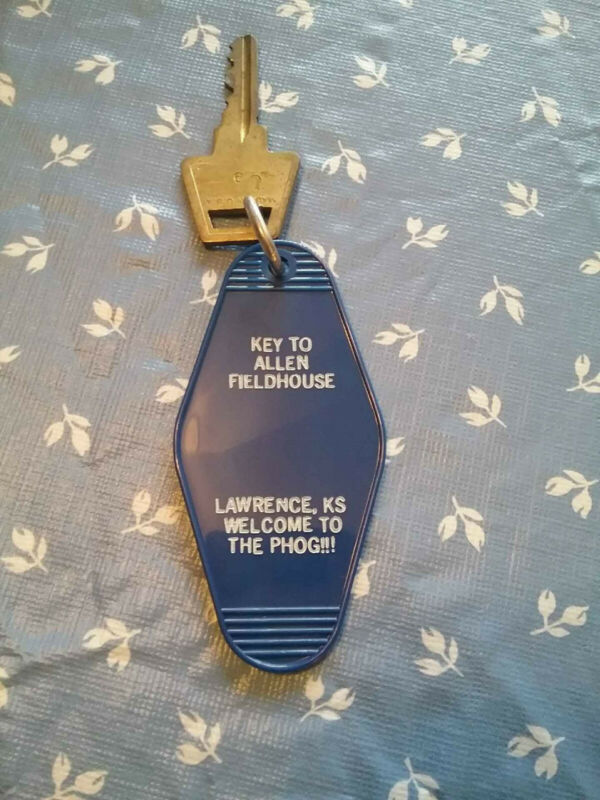 KEY TO
ALLEN
FIELDHOUSE
LAWRENCE, KS
WELCOME TO
THE PHOG!!!